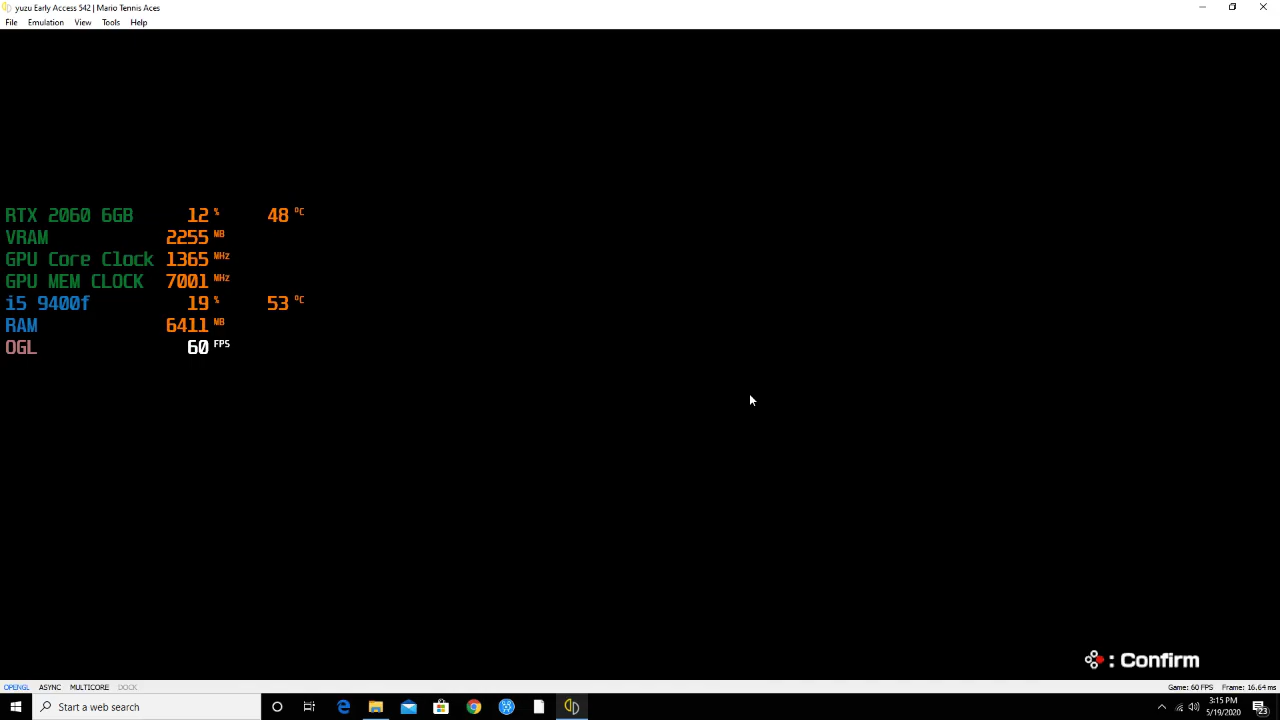 yuzu Early Access 542 | Mario Tennis Aces
File Emulation View Tools Help
RTX 2060 6GB 12 % 48 °C
VRAM 2255 MB
GPU Core Clock 1365 MHz
GPU MEM CLOCK 7001 MHz
i5 9400f 19 % 53 °C
RAM 6411 MB
OGL 60 FPS
: Confirm
OPENGL ASYNC MULTICORE DOCK Game: 60 FPS Frame: 16.64 ms
Start a web search
3:15 PM
5/19/2020
23